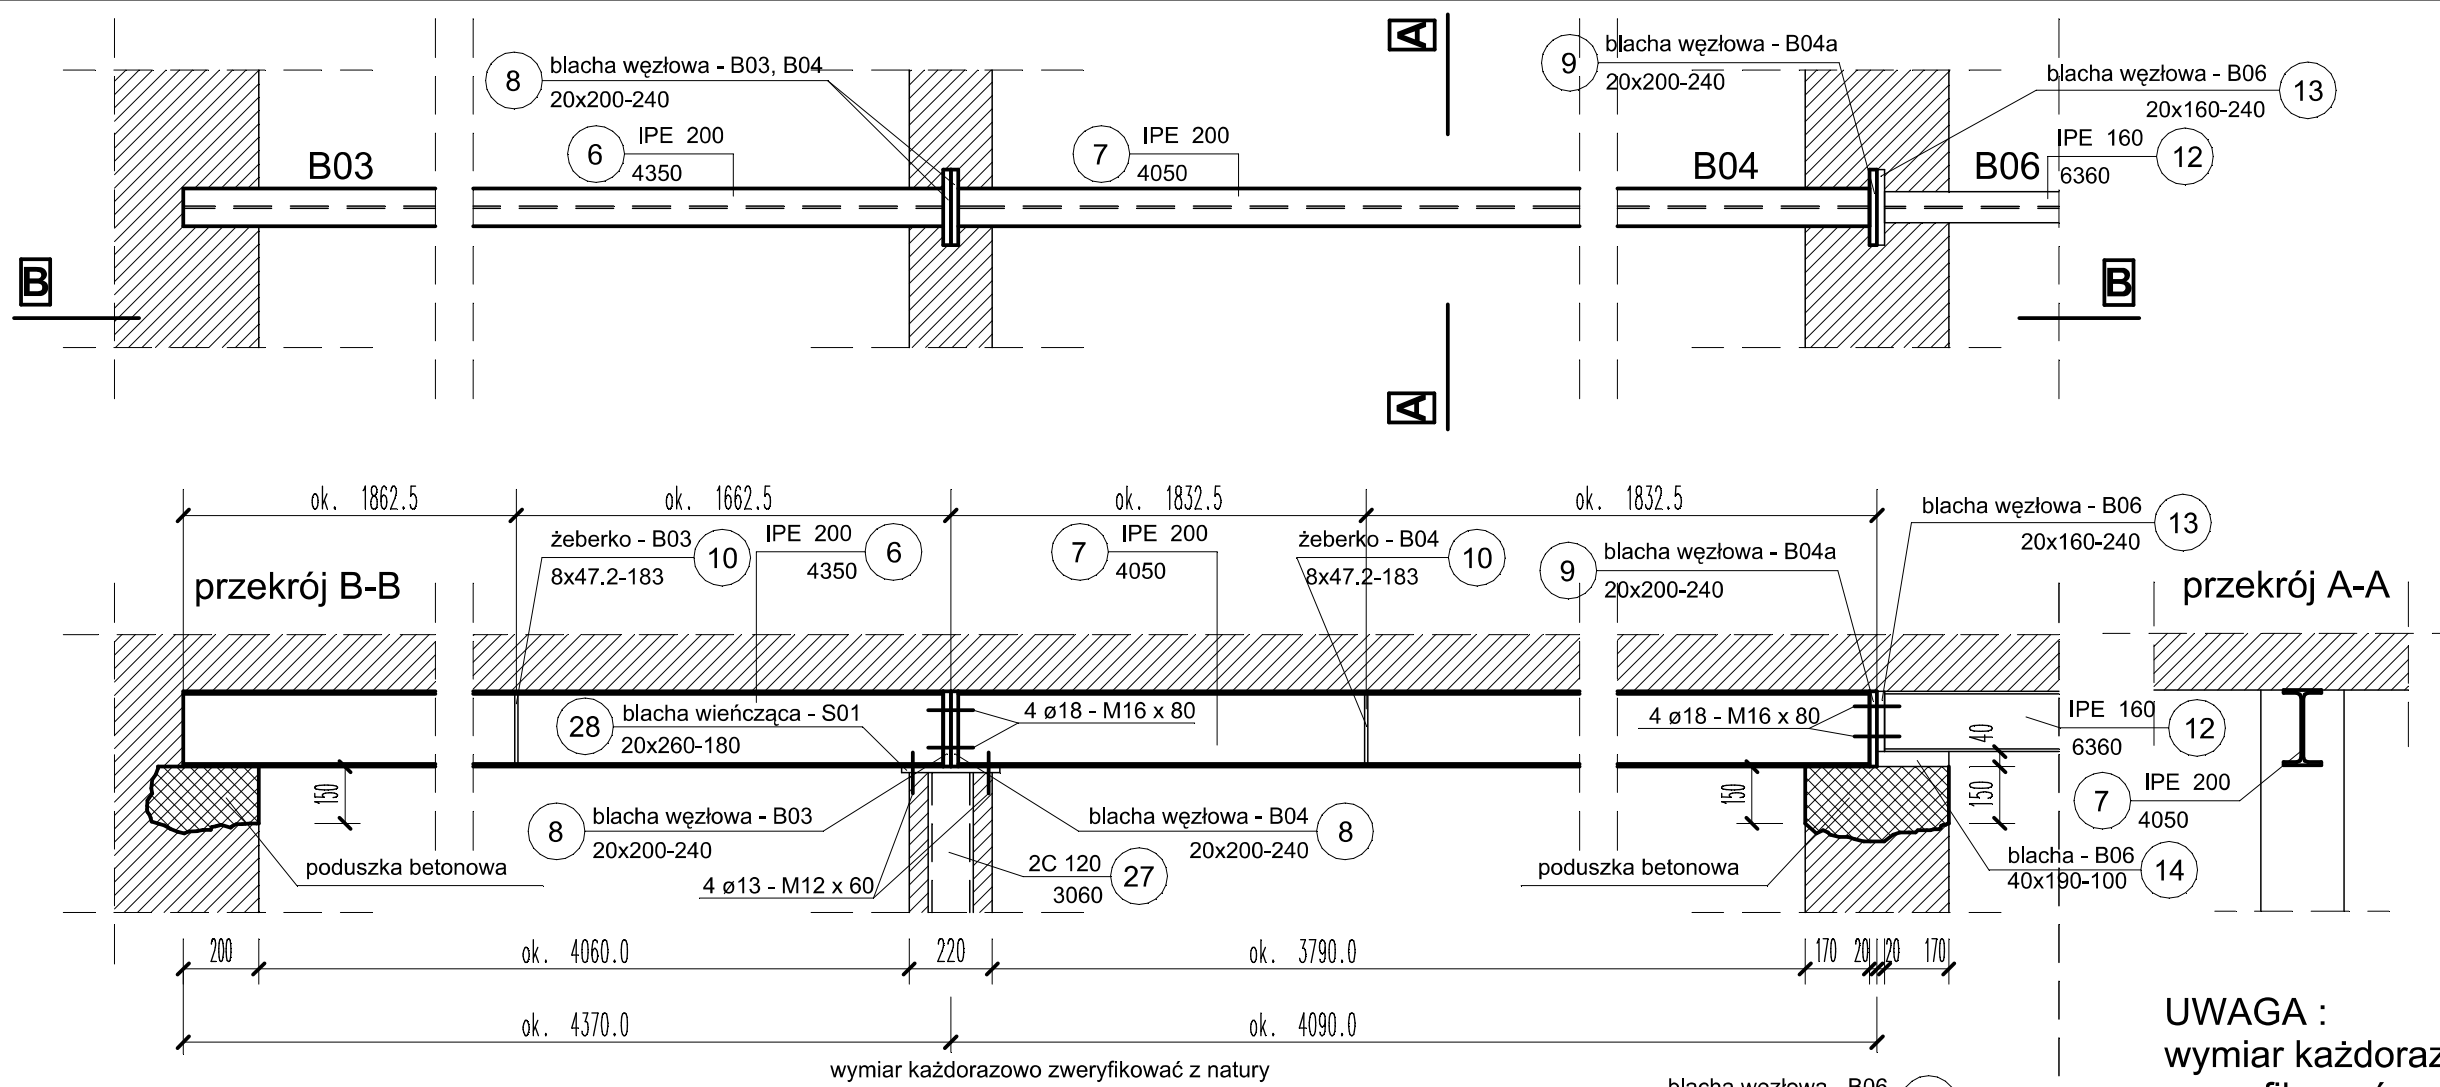 A
8 blacha węzłowa - B03, B04
20x200-240
9 blacha węzłowa - B04a
20x200-240
blacha węzłowa - B06 13
20x160-240
B03
6 IPE 200
4350
7 IPE 200
4050
B04
B06
IPE 160 12
6360
B
B
A
ok. 1862.5
ok. 1662.5
ok. 1832.5
ok. 1832.5
żeberko - B03 10
8x47.2-183
IPE 200 6
4350
7 IPE 200
4050
żeberko - B04 10
8x47.2-183
9 blacha węzłowa - B04a
20x200-240
blacha węzłowa - B06 13
20x160-240
przekrój B-B
przekrój A-A
28 blacha wieńcząca - S01
20x260-180
4 ø18 - M16 x 80
4 ø18 - M16 x 80
IPE 160 12
6360
40
150
150
150
7 IPE 200
4050
8 blacha węzłowa - B03
20x200-240
blacha węzłowa - B04 8
20x200-240
poduszka betonowa
4 ø13 - M12 x 60
2C 120 27
3060
poduszka betonowa
blacha - B06 14
40x190-100
200
ok. 4060.0
220
ok. 3790.0
170
20
20
170
ok. 4370.0
ok. 4090.0
wymiar każdorazowo zweryfikować z natury
UWAGA :
wymiar każdoraz
blacha węzłowa - B06